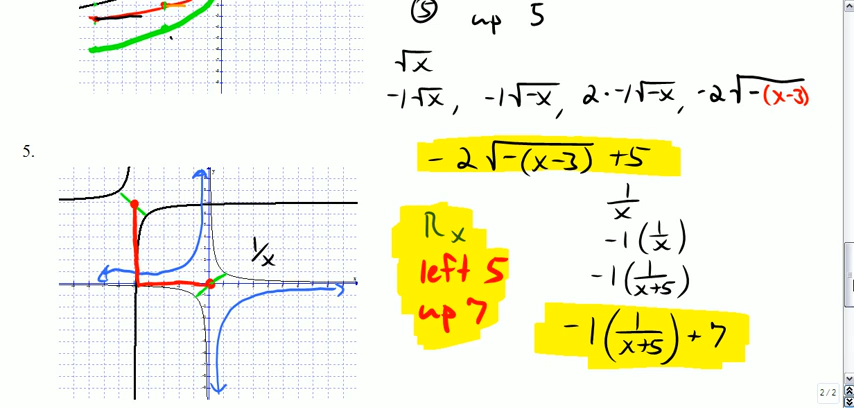 ⑤ up 5
√x
-1√x, -1√-x, 2·-1√-x, -2√-(x-3)
-2√-(x-3) +5
5.
1/x
1/x
-1(1/x)
-1(1/(x+5))
-1(1/(x+5))+7
Rx
left 5
up 7
2 / 2